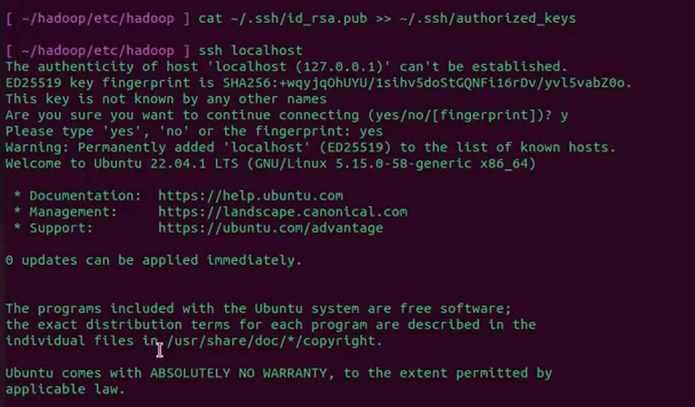 [ ~/hadoop/etc/hadoop ] cat ~/.ssh/id_rsa.pub >> ~/.ssh/authorized_keys
[ ~/hadoop/etc/hadoop ] ssh localhost
The authenticity of host 'localhost (127.0.0.1)' can't be established.
ED25519 key fingerprint is SHA256:+wqyjqOhUYU/1sihv5doStGQNFi16rDv/yvl5vabZ0o.
This key is not known by any other names
Are you sure you want to continue connecting (yes/no/[fingerprint])? y
Please type 'yes', 'no' or the fingerprint: yes
Warning: Permanently added 'localhost' (ED25519) to the list of known hosts.
Welcome to Ubuntu 22.04.1 LTS (GNU/Linux 5.15.0-58-generic x86_64)
* Documentation: https://help.ubuntu.com
* Management: https://landscape.canonical.com
* Support: https://ubuntu.com/advantage
0 updates can be applied immediately.
The programs included with the Ubuntu system are free software;
the exact distribution terms for each program are described in the
individual files in /usr/share/doc/*/copyright.
Ubuntu comes with ABSOLUTELY NO WARRANTY, to the extent permitted by
applicable law.